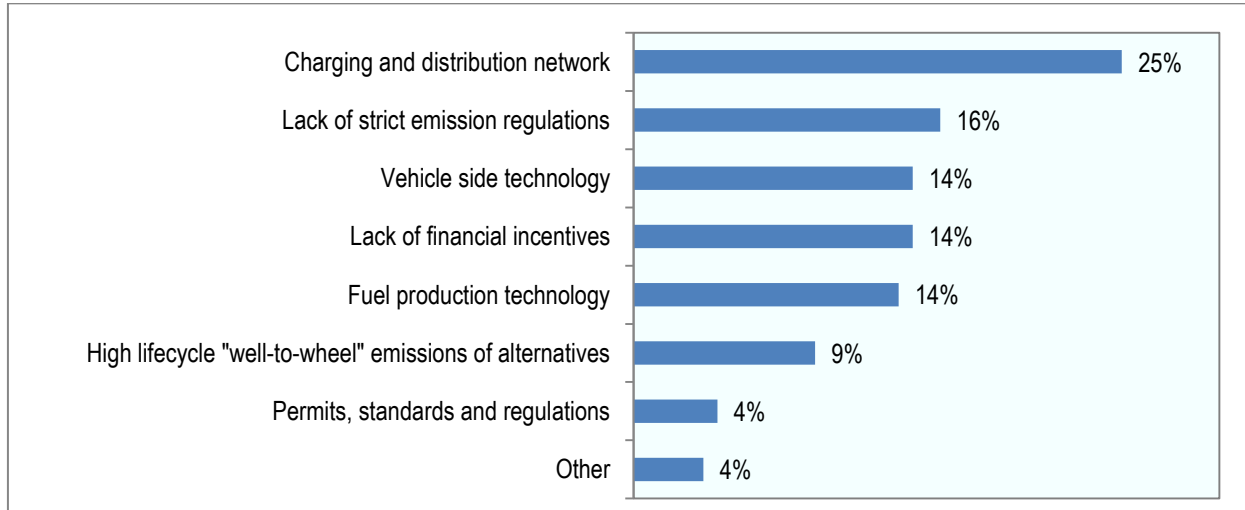 Charging and distribution network 25%
Lack of strict emission regulations 16%
Vehicle side technology 14%
Lack of financial incentives 14%
Fuel production technology 14%
High lifecycle "well-to-wheel" emissions of alternatives 9%
Permits, standards and regulations 4%
Other 4%